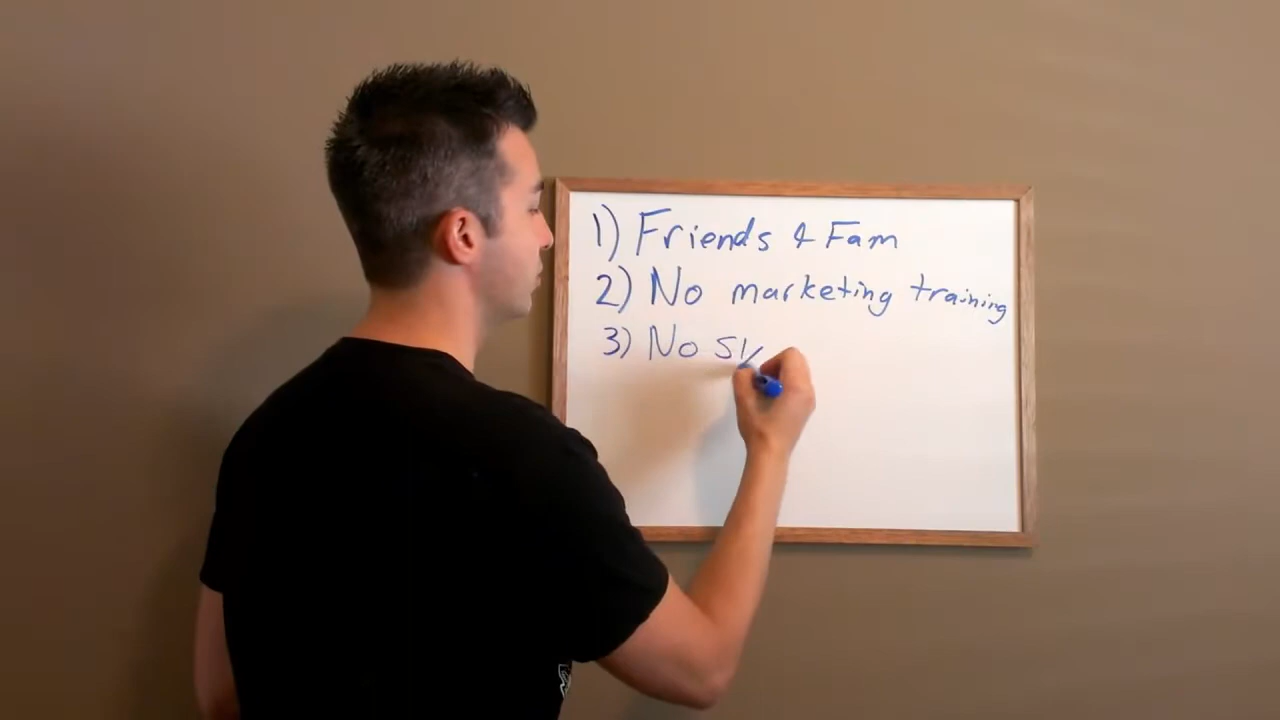 1) Friends & Fam
2) No marketing training
3) No